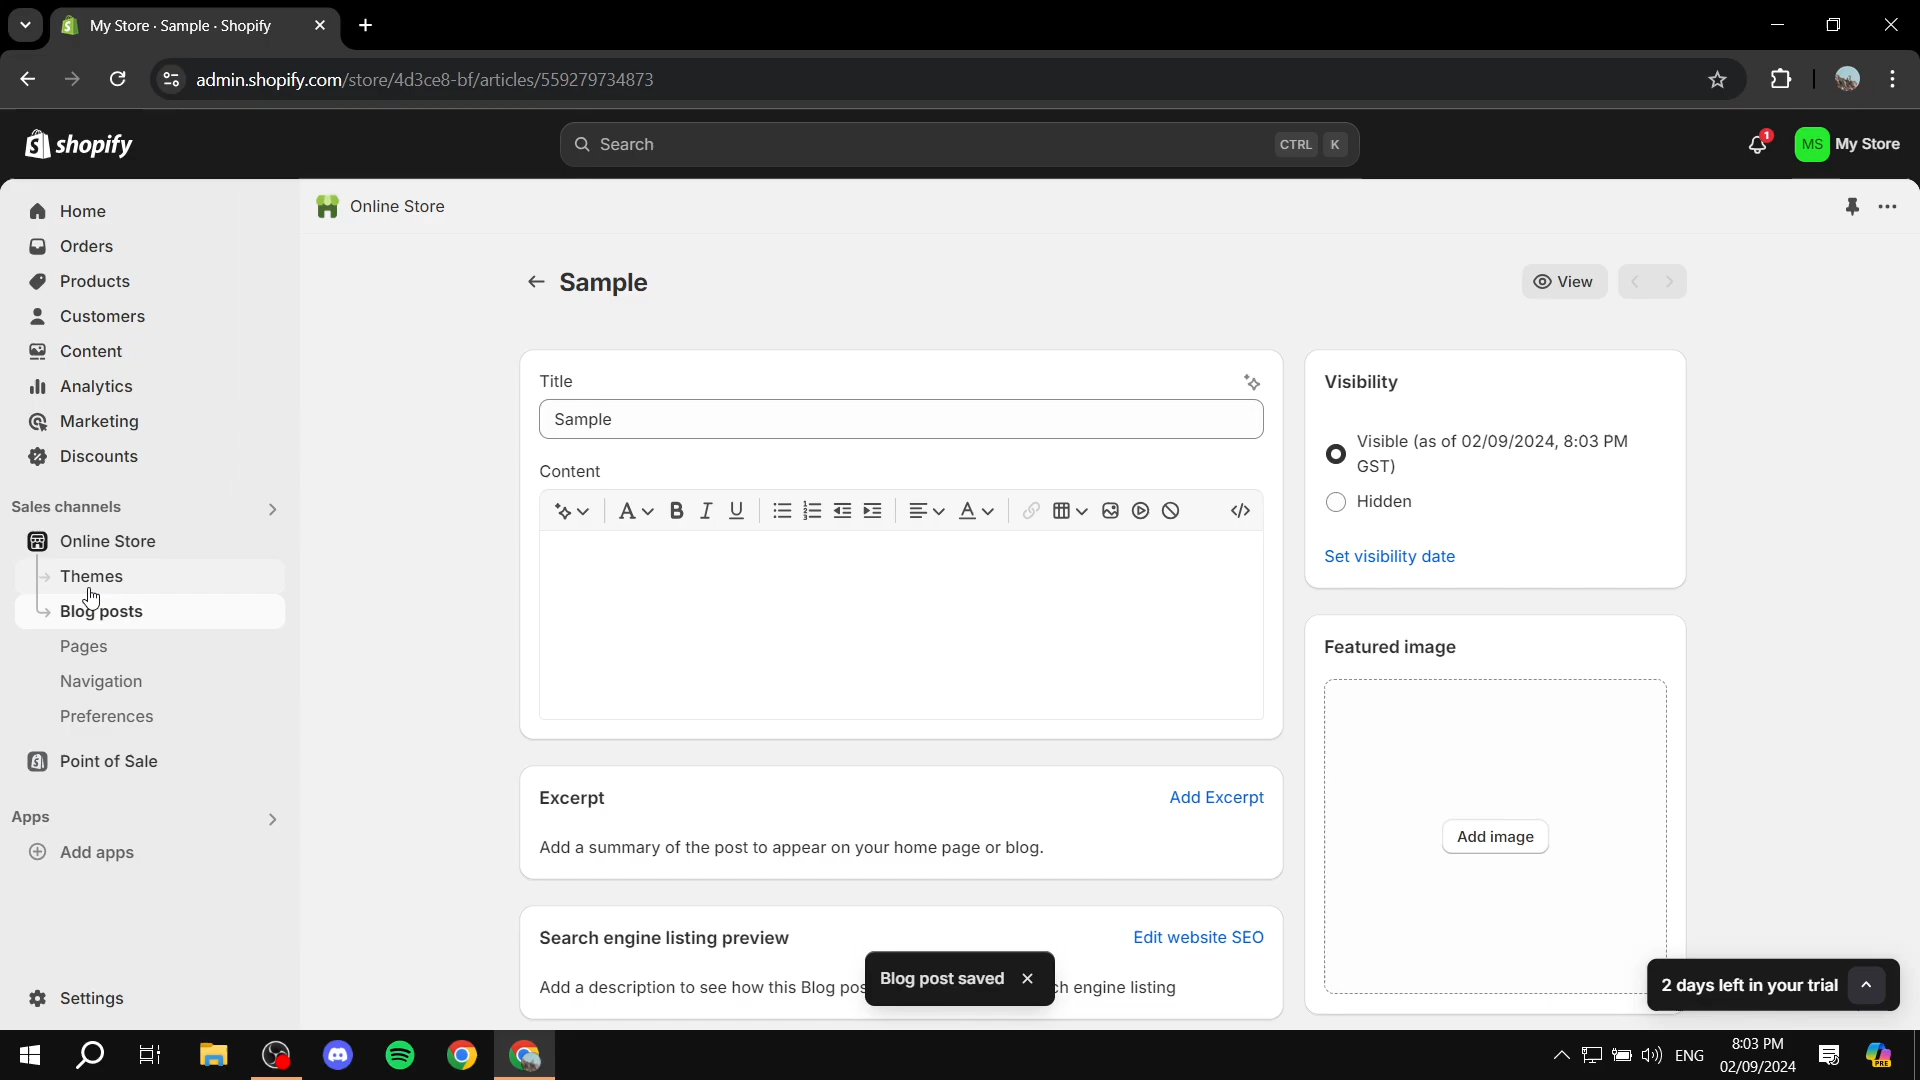 My Store · Sample · Shopify
admin.shopify.com/store/4d3ce8-bf/articles/559279734873
shopify
Search
CTRL K
1
MS
My Store
Home
Orders
Products
Customers
Content
Analytics
Marketing
Discounts
Sales channels
Online Store
Themes
Blog posts
Pages
Navigation
Preferences
Point of Sale
Apps
Add apps
Settings
Online Store
Sample
View
Title
Sample
Content
Excerpt
Add Excerpt
Add a summary of the post to appear on your home page or blog.
Search engine listing preview
Edit website SEO
Add a description to see how this Blog pos
ch engine listing
Blog post saved
Visibility
Visible (as of 02/09/2024, 8:03 PM
GST)
Hidden
Set visibility date
Featured image
Add image
2 days left in your trial
ENG
8:03 PM
02/09/2024
PRE